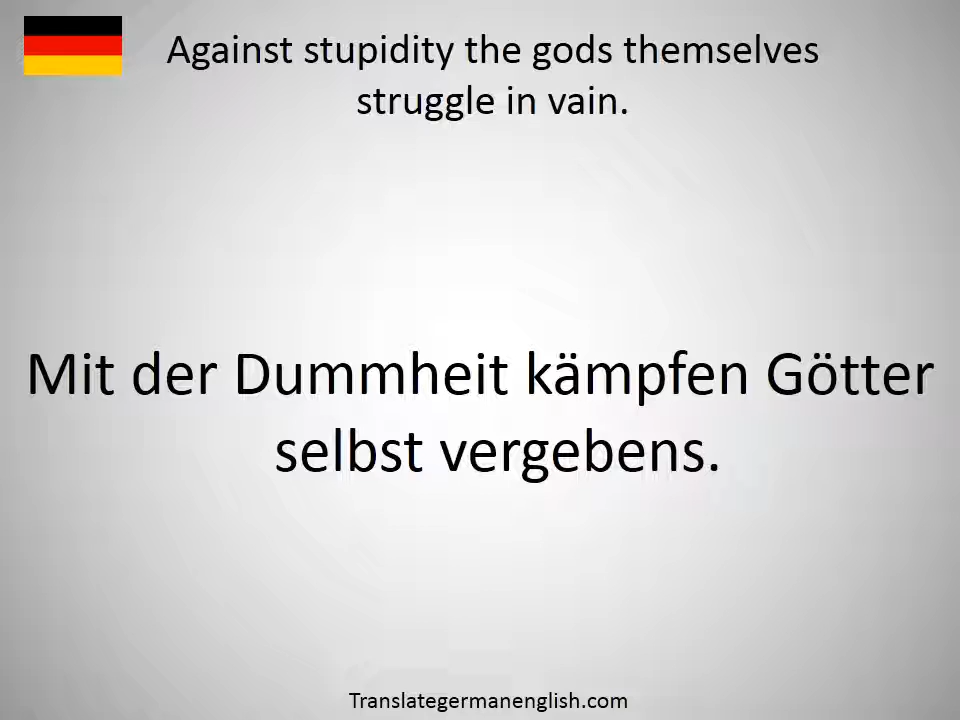 Against stupidity the gods themselves
struggle in vain.
Mit der Dummheit kämpfen Götter
selbst vergebens.
Translategermanenglish.com